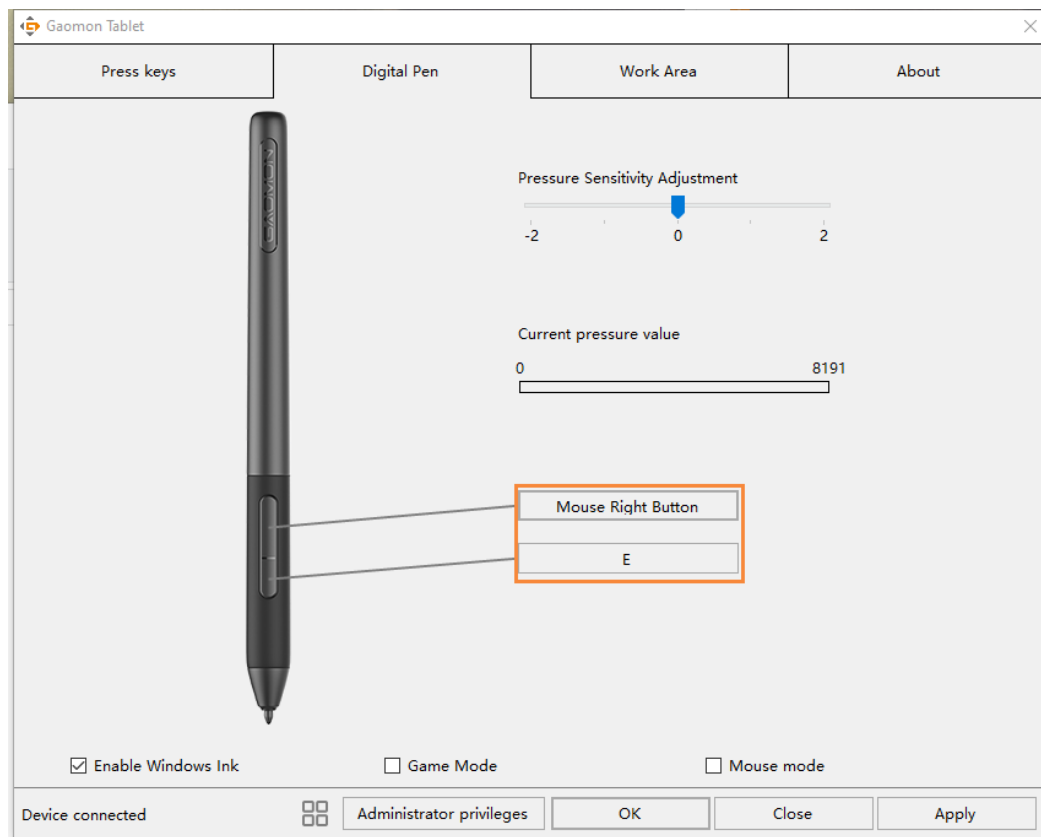 Gaomon Tablet
Press keys
Digital Pen
Work Area
About
GAOMON
Pressure Sensitivity Adjustment
-2 0 2
Current pressure value
0 8191
Mouse Right Button
E
Enable Windows Ink
Game Mode
Mouse mode
Device connected
Administrator privileges
OK
Close
Apply